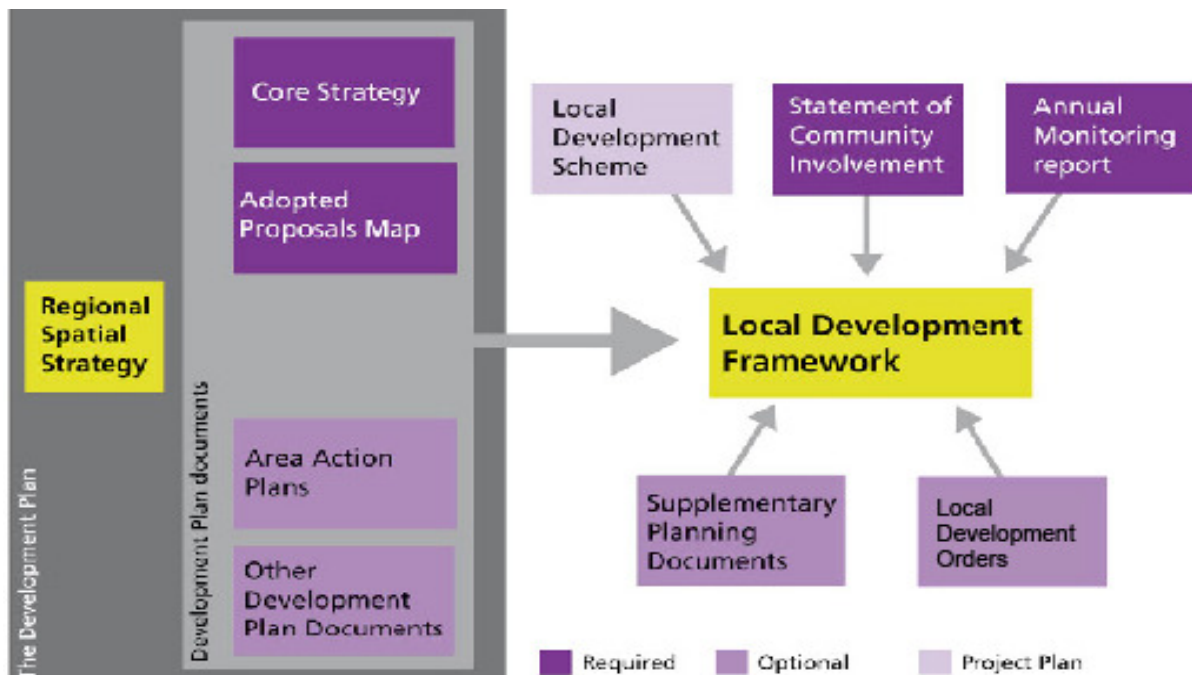 The Development Plan
Regional
Spatial
Strategy
Development Plan documents
Core Strategy
Adopted
Proposals Map
Area Action
Plans
Other
Development
Plan Documents
Local
Development
Scheme
Statement of
Community
Involvement
Annual
Monitoring
report
Local Development
Framework
Supplementary
Planning
Documents
Local
Development
Orders
Required
Optional
Project Plan